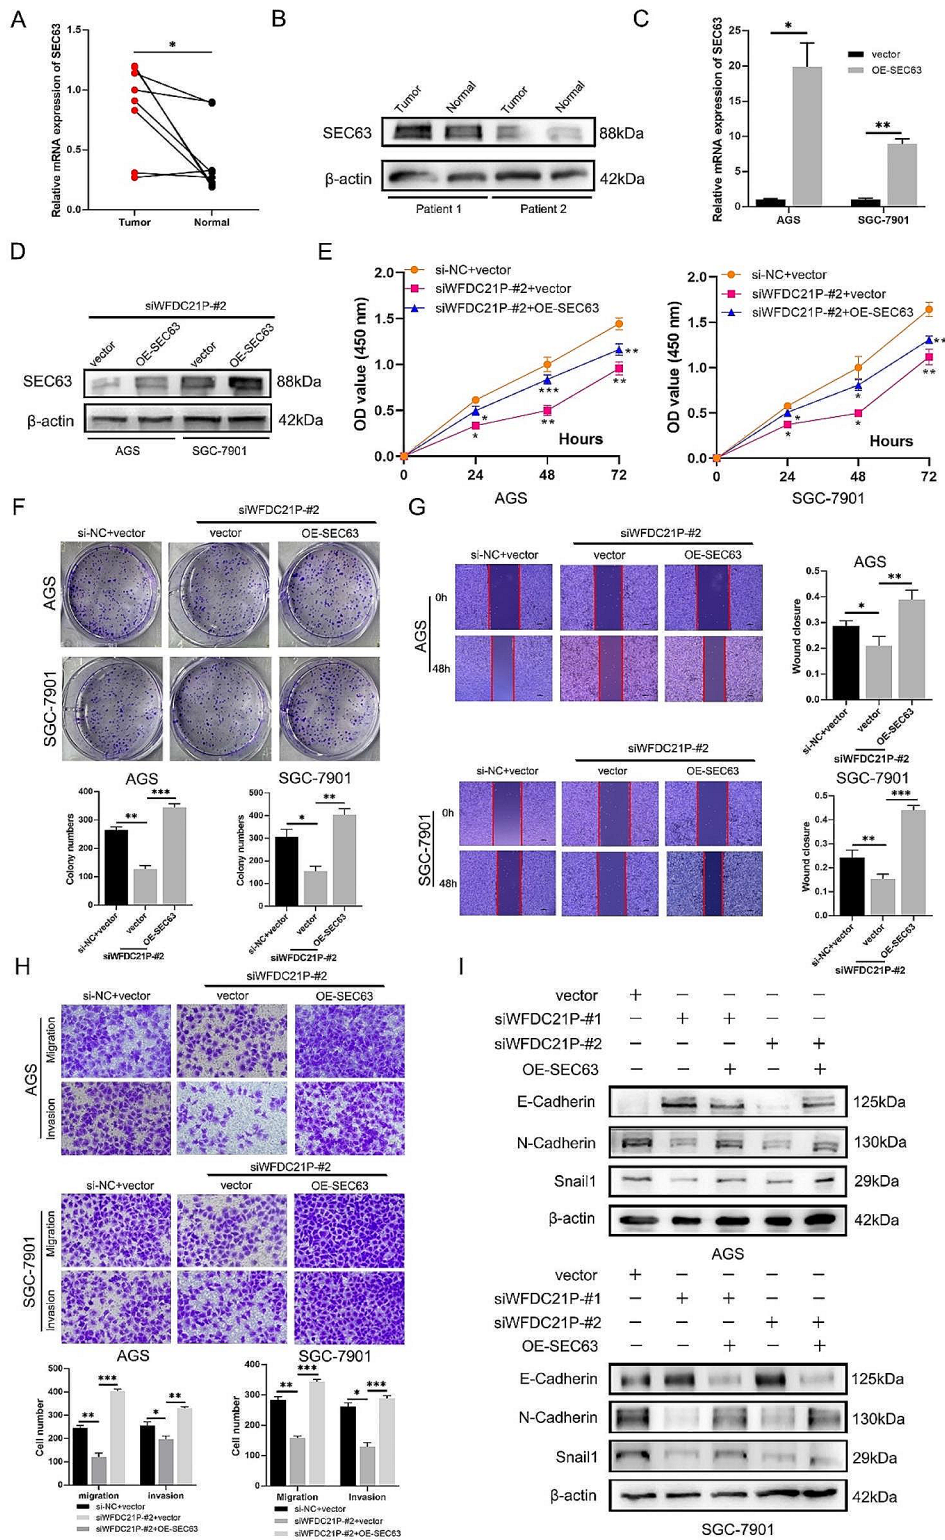 A
Relative mRNA expression of SEC63
1.5
1.0
0.5
0.0
*
Tumor
Normal
B
Tumor
Normal
Tumor
Normal
SEC63
88kDa
β-actin
42kDa
Patient 1
Patient 2
C
Relative mRNA expression of SEC63
25
20
15
10
5
0
*
**
vector
OE-SEC63
AGS
SGC-7901
D
siWFDC21P-#2
vector
OE-SEC63
vector
OE-SEC63
SEC63
88kDa
β-actin
42kDa
AGS
SGC-7901
E
si-NC+vector
siWFDC21P-#2+vector
siWFDC21P-#2+OE-SEC63
OD value (450 nm)
2.0
1.5
1.0
0.5
0.0
*
*
***
**
**
**
Hours
0
24
48
72
AGS
si-NC+vector
siWFDC21P-#2+vector
siWFDC21P-#2+OE-SEC63
OD value (450 nm)
2.0
1.5
1.0
0.5
0.0
*
*
*
*
**
**
Hours
0
24
48
72
SGC-7901
F
siWFDC21P-#2
si-NC+vector
vector
OE-SEC63
AGS
SGC-7901
AGS
Colony numbers
400
300
200
100
0
**
***
si-NC+vector
vector
OE-SEC63
siWFDC21P-#2
SGC-7901
Colony numbers
500
400
300
200
100
0
*
**
si-NC+vector
vector
OE-SEC63
siWFDC21P-#2
G
siWFDC21P-#2
si-NC+vector
vector
OE-SEC63
AGS
0h
48h
AGS
Wound closure
0.5
0.4
0.3
0.2
0.1
0.0
*
**
si-NC+vector
vector
OE-SEC63
siWFDC21P-#2
siWFDC21P-#2
si-NC+vector
vector
OE-SEC63
SGC-7901
0h
48h
SGC-7901
Wound closure
0.5
0.4
0.3
0.2
0.1
0.0
**
***
si-NC+vector
vector
OE-SEC63
siWFDC21P-#2
H
siWFDC21P-#2
si-NC+vector
vector
OE-SEC63
AGS
Migration
Invasion
siWFDC21P-#2
si-NC+vector
vector
OE-SEC63
SGC-7901
Migration
Invasion
AGS
Cell number
500
400
300
200
100
0
**
***
*
**
migration
invasion
si-NC+vector
siWFDC21P-#2+vector
siWFDC21P-#2+OE-SEC63
SGC-7901
Cell number
400
300
200
100
0
**
***
*
***
Migration
Invasion
si-NC+vector
siWFDC21P-#2+vector
siWFDC21P-#2+OE-SEC63
I
vector + − − − −
siWFDC21P-#1 − + + − −
siWFDC21P-#2 − − − + +
OE-SEC63 − − + − +
E-Cadherin 125kDa
N-Cadherin 130kDa
Snail1 29kDa
β-actin 42kDa
AGS
vector + − − − −
siWFDC21P-#1 − + + − −
siWFDC21P-#2 − − − + +
OE-SEC63 − − + − +
E-Cadherin 125kDa
N-Cadherin 130kDa
Snail1 29kDa
β-actin 42kDa
SGC-7901